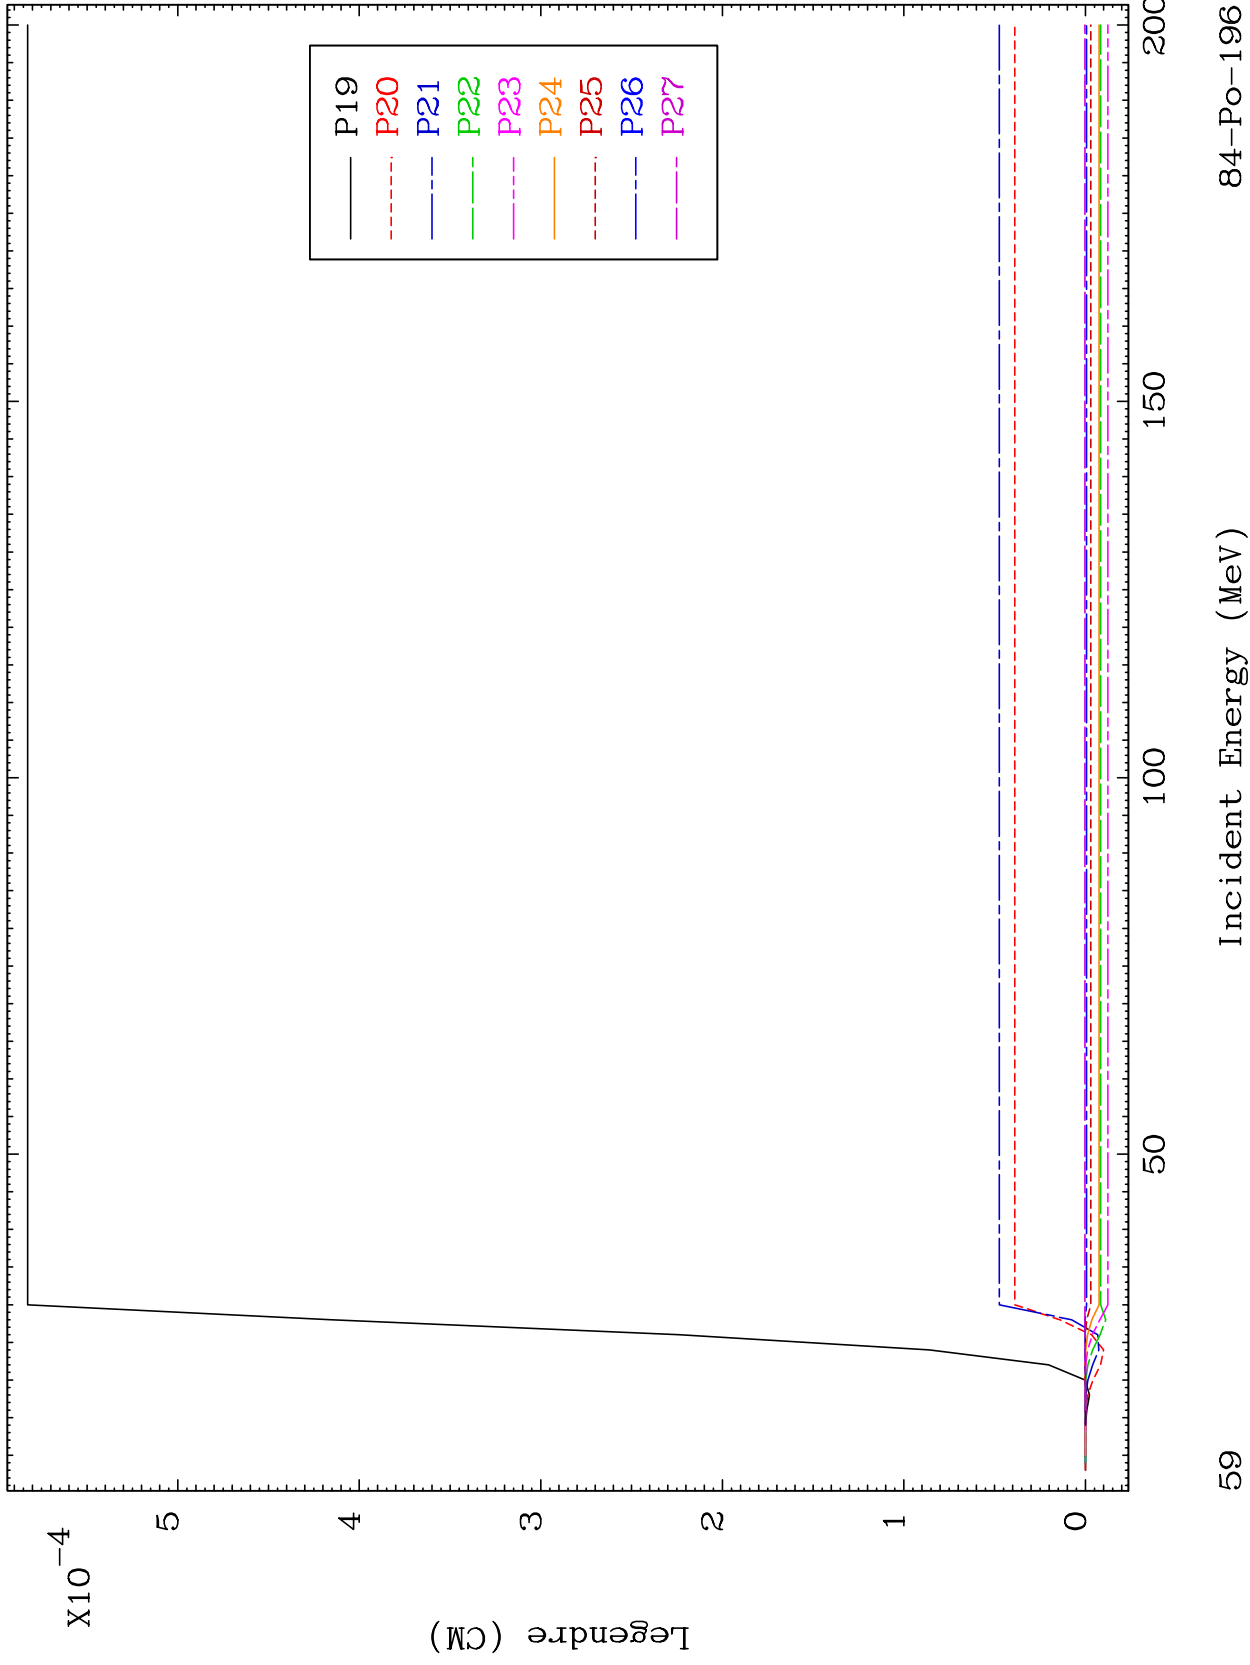 X10-4
5
4
3
2
1
0
Legendre (CM)
P19
P20
P21
P22
P23
P24
P25
P26
P27
50
100
150
200
Incident Energy (MeV)
59
84-Po-196